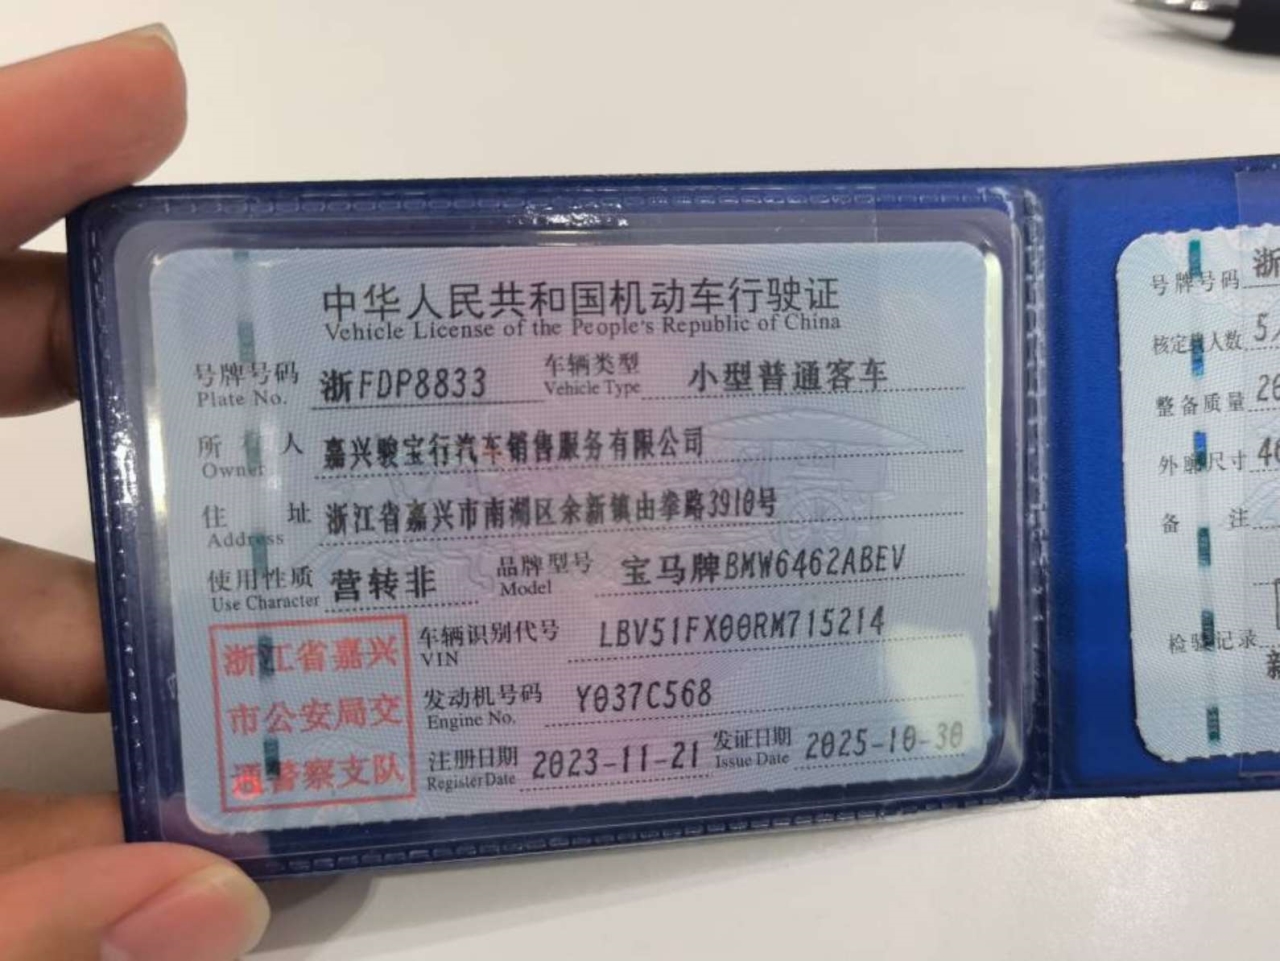 中华人民共和国机动车行驶证
Vehicle License of the People's Republic of China
号牌号码 浙FDP8833 车辆类型 小型普通客车
Plate No. Vehicle Type
所有人 嘉兴骏宝行汽车销售服务有限公司
Owner
住址 浙江省嘉兴市南湖区余新镇由拳路3910号
Address
使用性质 营转非 品牌型号 宝马牌BMW6462ABEV
Use Character Model
车辆识别代号 LBV51FX00RM715214
VIN
发动机号码 Y037C568
Engine No.
注册日期 2023-11-21 发证日期 2025-10-30
Register Date Issue Date
浙江省嘉兴
市公安局交
通警察支队
号牌号码 浙
核定载人数 5
整备质量 20
外廓尺寸 46
备注
检验记录